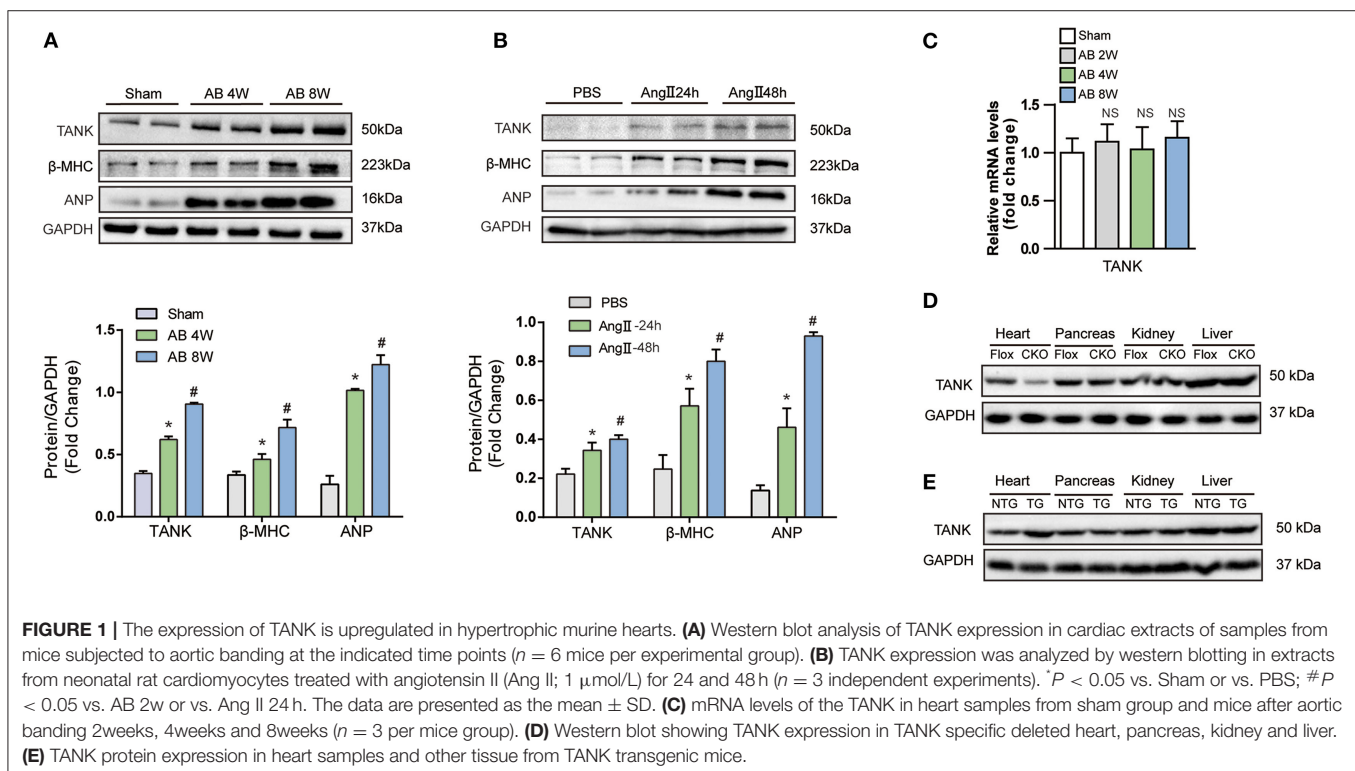 A
Sham AB 4W AB 8W
TANK 50kDa
β-MHC 223kDa
ANP 16kDa
GAPDH 37kDa
Sham
AB 4W
AB 8W
Protein/GAPDH
(Fold Change)
1.5
1.0
0.5
0.0
* # * # * #
TANK β-MHC ANP
B
PBS AngⅡ24h AngⅡ48h
TANK 50kDa
β-MHC 223kDa
ANP 16kDa
GAPDH 37kDa
PBS
AngⅡ-24h
AngⅡ-48h
Protein/GAPDH
(Fold Change)
1.0
0.8
0.6
0.4
0.2
0.0
* # * # * #
TANK β-MHC ANP
C
Sham
AB 2W
AB 4W
AB 8W
Relative mRNA levels
(fold change)
1.5
1.0
0.5
0.0
NS NS NS
TANK
D
Heart Pancreas Kidney Liver
Flox CKO Flox CKO Flox CKO Flox CKO
TANK 50 kDa
GAPDH 37 kDa
E
Heart Pancreas Kidney Liver
NTG TG NTG TG NTG TG NTG TG
TANK 50 kDa
GAPDH 37 kDa
FIGURE 1 | The expression of TANK is upregulated in hypertrophic murine hearts. (A) Western blot analysis of TANK expression in cardiac extracts of samples from
mice subjected to aortic banding at the indicated time points (n = 6 mice per experimental group). (B) TANK expression was analyzed by western blotting in extracts
from neonatal rat cardiomyocytes treated with angiotensin II (Ang II; 1 μmol/L) for 24 and 48 h (n = 3 independent experiments). *P < 0.05 vs. Sham or vs. PBS; #P
< 0.05 vs. AB 2w or vs. Ang II 24 h. The data are presented as the mean ± SD. (C) mRNA levels of the TANK in heart samples from sham group and mice after aortic
banding 2weeks, 4weeks and 8weeks (n = 3 per mice group). (D) Western blot showing TANK expression in TANK specific deleted heart, pancreas, kidney and liver.
(E) TANK protein expression in heart samples and other tissue from TANK transgenic mice.